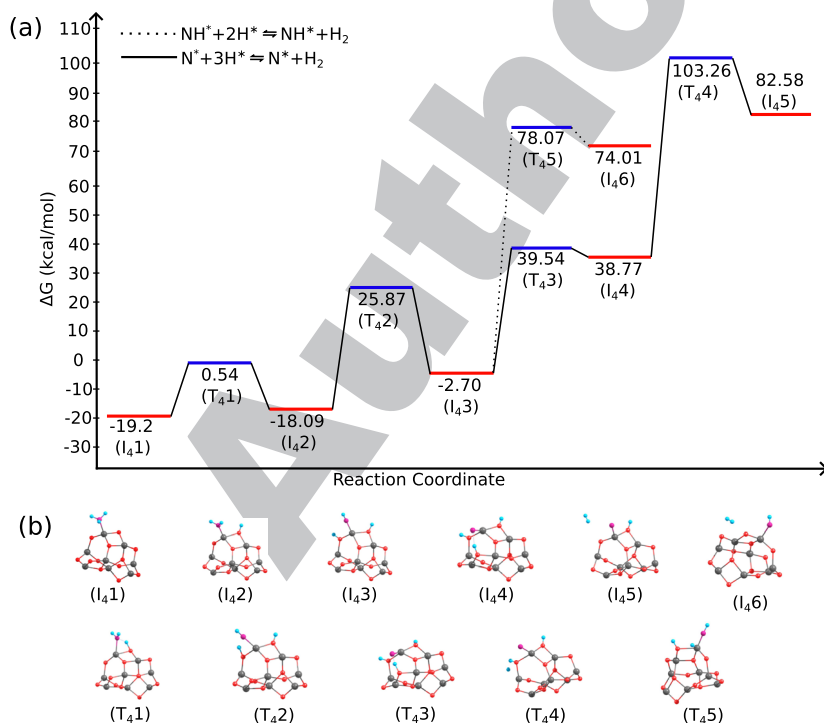 (a)
NH*+2H* ⇋ NH*+H₂
N*+3H* ⇋ N*+H₂
ΔG (kcal/mol)
110
100
90
80
70
60
50
40
30
20
10
0
-10
-20
-30
-19.2
(I₄1)
0.54
(T₄1)
-18.09
(I₄2)
25.87
(T₄2)
-2.70
(I₄3)
78.07
(T₄5)
74.01
(I₄6)
39.54
(T₄3)
38.77
(I₄4)
103.26
(T₄4)
82.58
(I₄5)
Reaction Coordinate
Autho
(b)
(I₄1) (I₄2) (I₄3) (I₄4) (I₄5) (I₄6)
(T₄1) (T₄2) (T₄3) (T₄4) (T₄5)